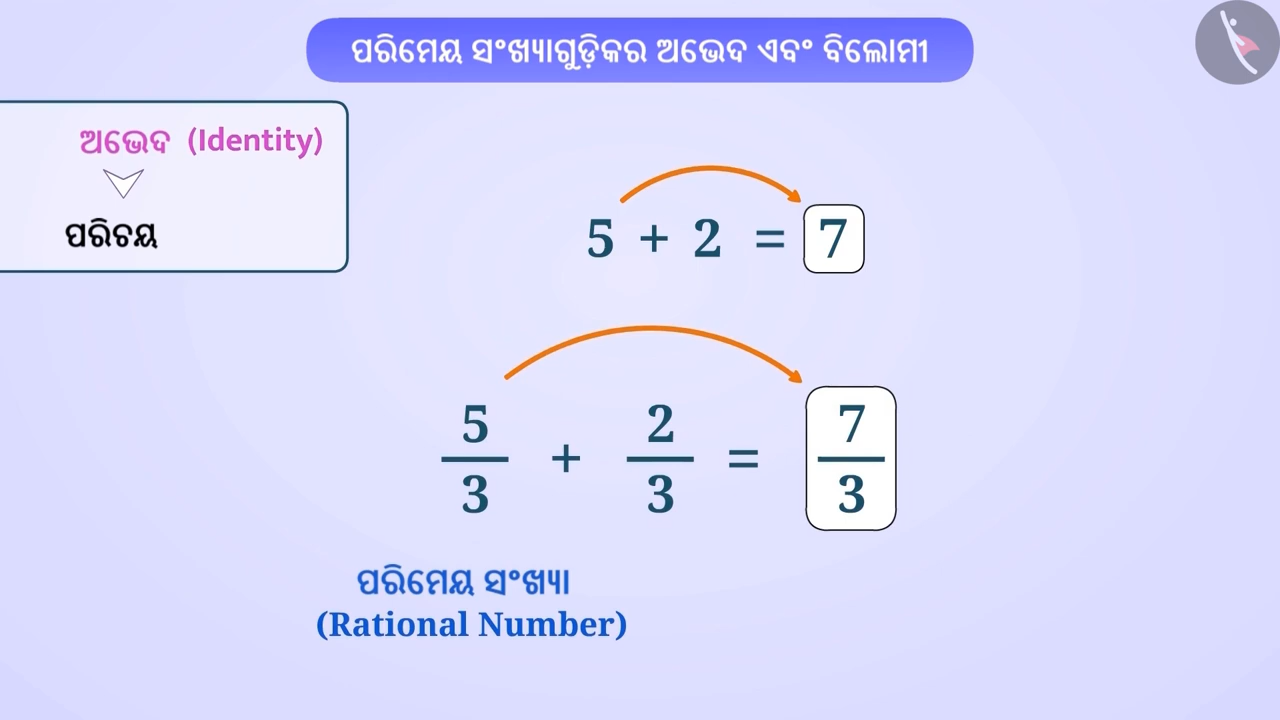 ପରିମେୟ ସଂଖ୍ୟାଗୁଡ଼ିକର ଅଭେଦ ଏବଂ ବିଲୋମୀ
ଅଭେଦ (Identity)
ପରିଚୟ
5 + 2 = 7
5/3 + 2/3 = 7/3
ପରିମେୟ ସଂଖ୍ୟା
(Rational Number)